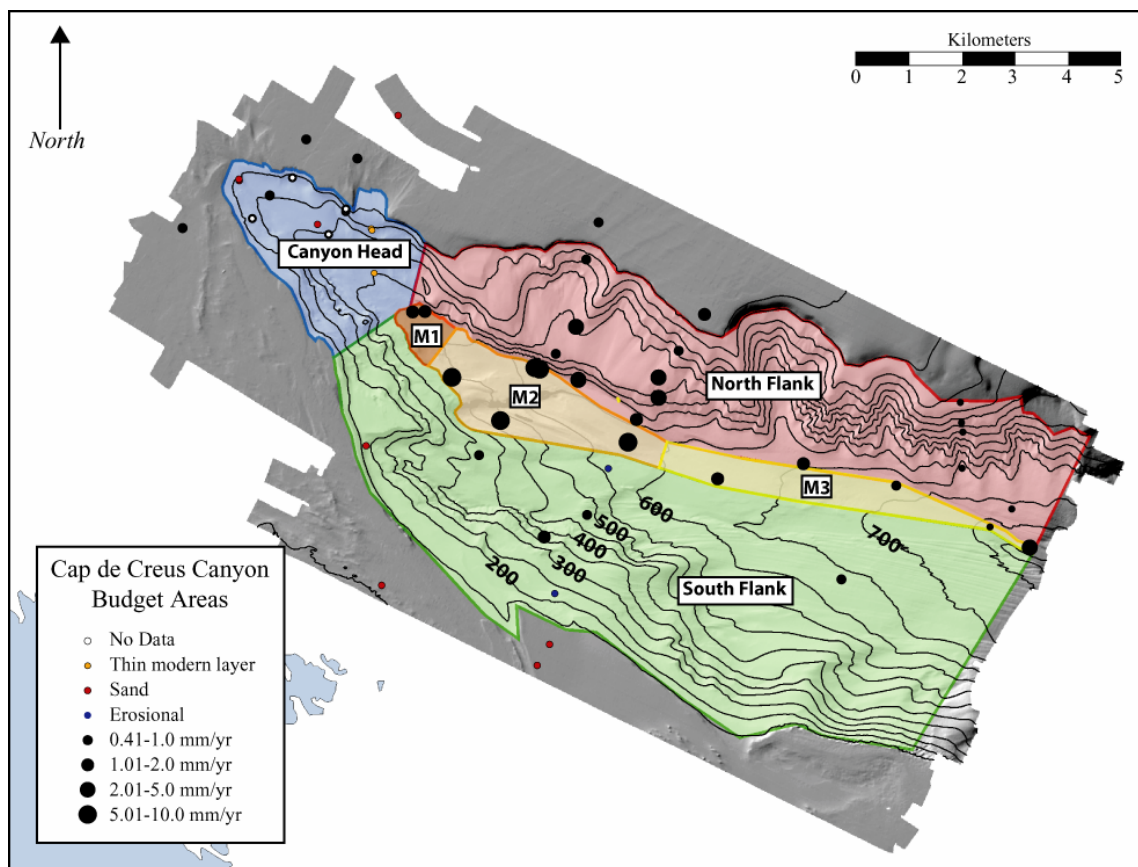 Kilometers
0 1 2 3 4 5
North
Canyon Head
M1
North Flank
M2
M3
600
500
700
400
300
200
South Flank
Cap de Creus Canyon
Budget Areas
No Data
Thin modern layer
Sand
Erosional
0.41-1.0 mm/yr
1.01-2.0 mm/yr
2.01-5.0 mm/yr
5.01-10.0 mm/yr